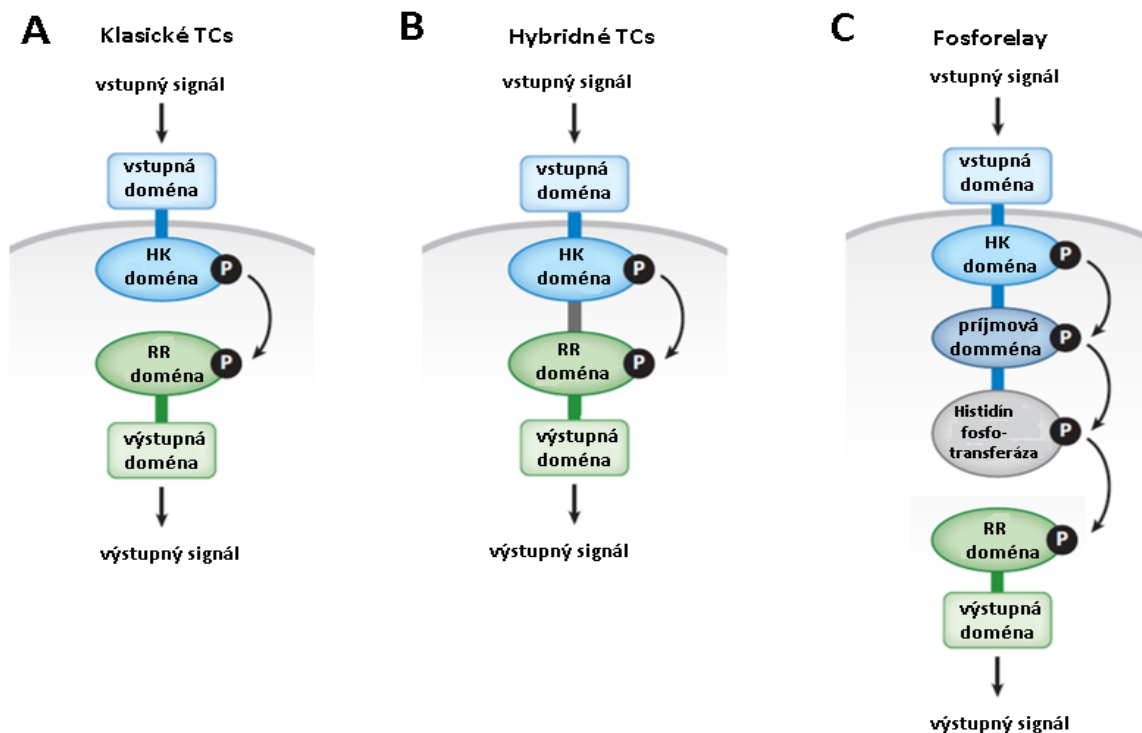 A
Klasické TCs
vstupný signál
vstupná
doména
HK
doména
P
RR
doména
P
výstupná
doména
výstupný signál
B
Hybridné TCs
vstupný signál
vstupná
doména
HK
doména
P
RR
doména
P
výstupná
doména
výstupný signál
C
Fosforelay
vstupný signál
vstupná
doména
HK
doména
P
príjmová
domména
P
Histidín
fosfo-
transferáza
P
RR
doména
P
výstupná
doména
výstupný signál